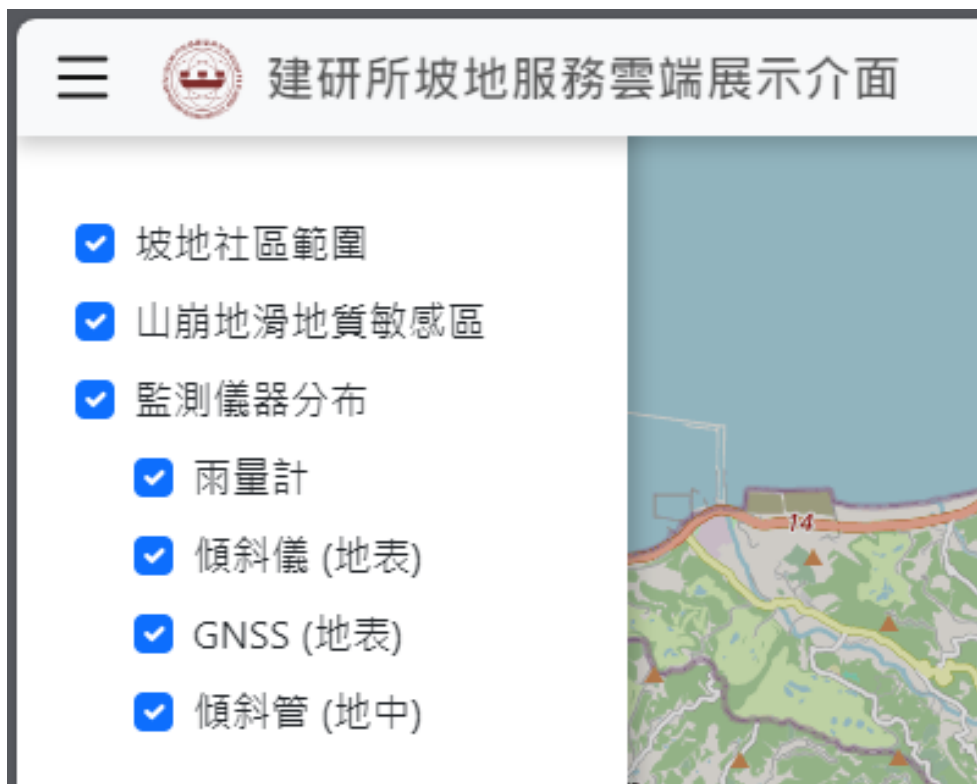 建研所坡地服務雲端展示介面
坡地社區範圍
山崩地滑地質敏感區
監測儀器分布
雨量計
傾斜儀 (地表)
GNSS (地表)
傾斜管 (地中)
14